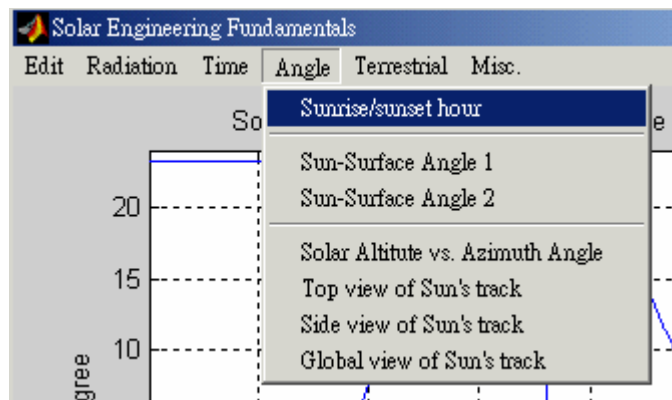 Solar Engineering Fundamentals
Edit Radiation Time Angle Terrestrial Misc.
So
e
Sunrise/sunset hour
Sun-Surface Angle 1
Sun-Surface Angle 2
Solar Altitute vs. Azimuth Angle
Top view of Sun's track
Side view of Sun's track
Global view of Sun's track
20
15
10
gree